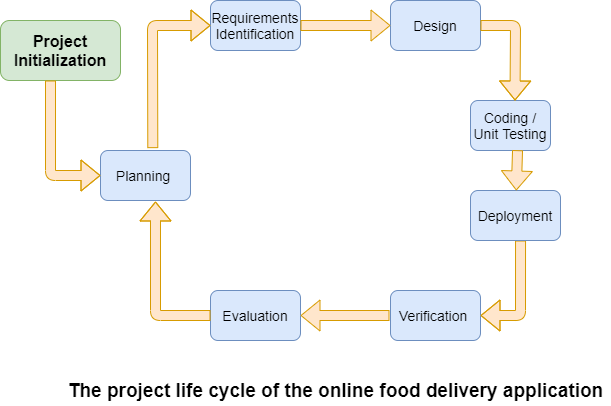 Project
Initialization
Requirements
Identification
Design
Coding /
Unit Testing
Planning
Deployment
Evaluation
Verification
The project life cycle of the online food delivery application